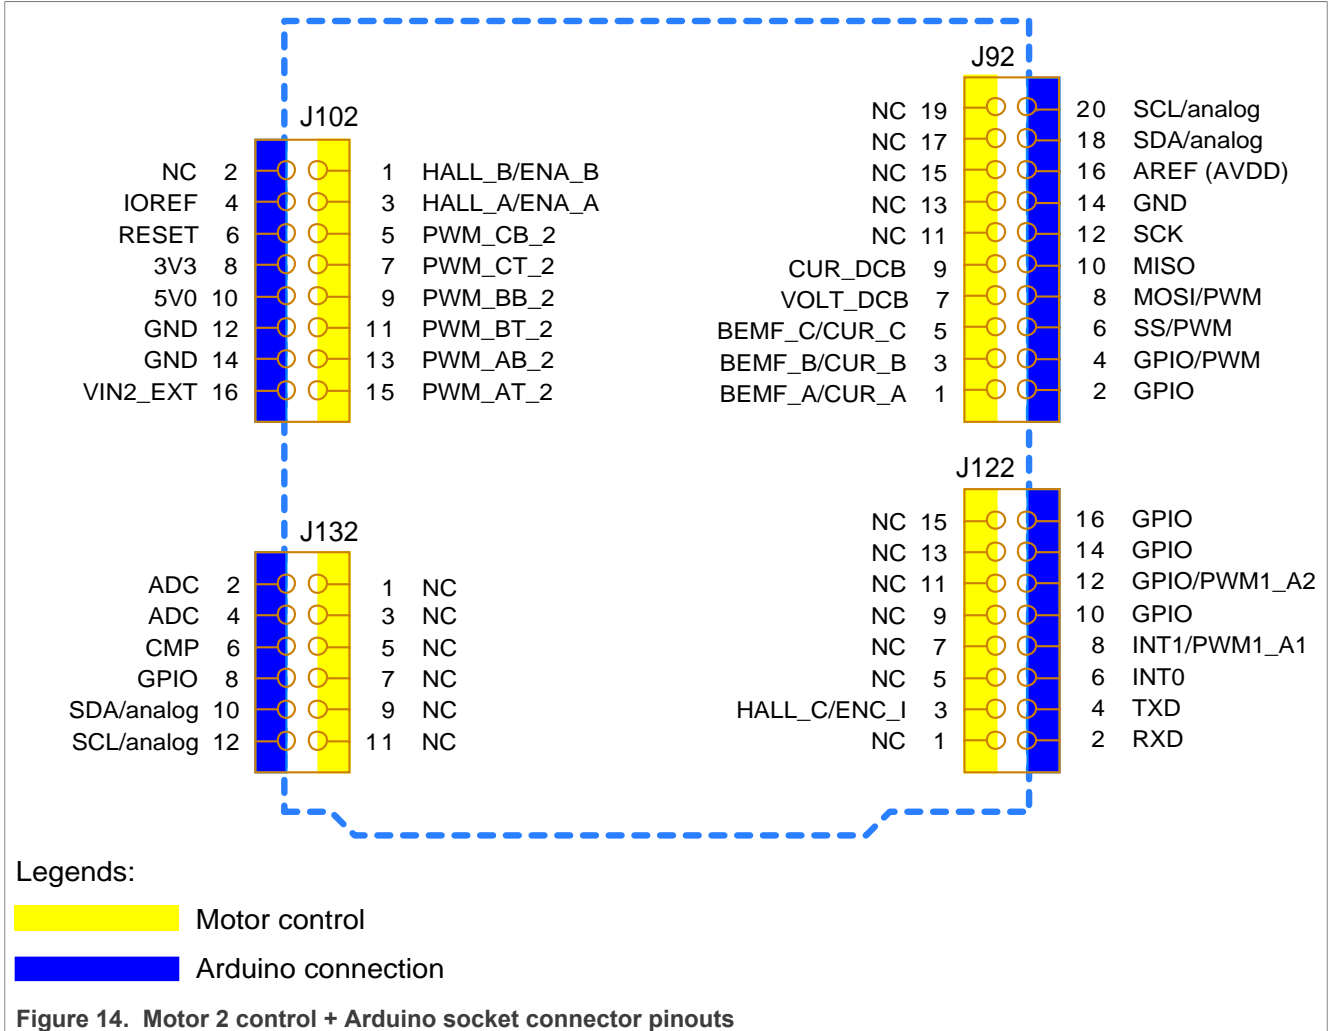 J102
NC 2 1 HALL_B/ENA_B
IOREF 4 3 HALL_A/ENA_A
RESET 6 5 PWM_CB_2
3V3 8 7 PWM_CT_2
5V0 10 9 PWM_BB_2
GND 12 11 PWM_BT_2
GND 14 13 PWM_AB_2
VIN2_EXT 16 15 PWM_AT_2
J92
NC 19 20 SCL/analog
NC 17 18 SDA/analog
NC 15 16 AREF (AVDD)
NC 13 14 GND
NC 11 12 SCK
CUR_DCB 9 10 MISO
VOLT_DCB 7 8 MOSI/PWM
BEMF_C/CUR_C 5 6 SS/PWM
BEMF_B/CUR_B 3 4 GPIO/PWM
BEMF_A/CUR_A 1 2 GPIO
J132
ADC 2 1 NC
ADC 4 3 NC
CMP 6 5 NC
GPIO 8 7 NC
SDA/analog 10 9 NC
SCL/analog 12 11 NC
J122
NC 15 16 GPIO
NC 13 14 GPIO
NC 11 12 GPIO/PWM1_A2
NC 9 10 GPIO
NC 7 8 INT1/PWM1_A1
NC 5 6 INT0
HALL_C/ENC_I 3 4 TXD
NC 1 2 RXD
Legends:
Motor control
Arduino connection
Figure 14. Motor 2 control + Arduino socket connector pinouts